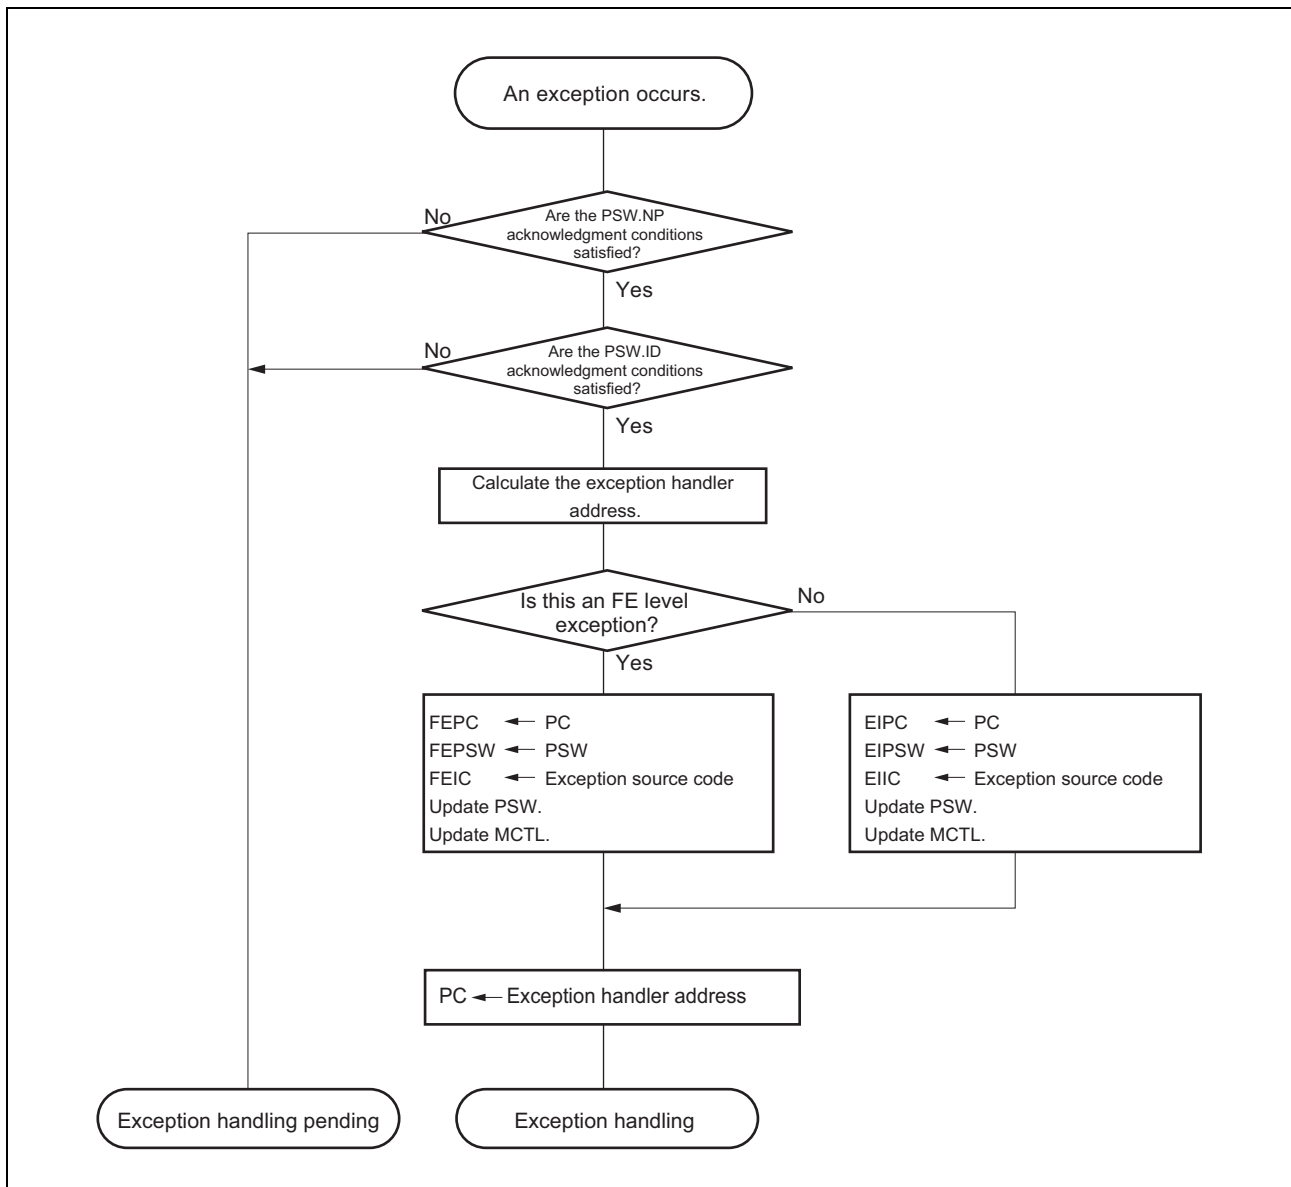 An exception occurs.
No
Are the PSW.NP
acknowledgment conditions
satisfied?
Yes
No
Are the PSW.ID
acknowledgment conditions
satisfied?
Yes
Calculate the exception handler
address.
Is this an FE level
exception?
No
Yes
FEPC ← PC
FEPSW ← PSW
FEIC ← Exception source code
Update PSW.
Update MCTL.
EIPC ← PC
EIPSW ← PSW
EIIC ← Exception source code
Update PSW.
Update MCTL.
PC ← Exception handler address
Exception handling pending
Exception handling